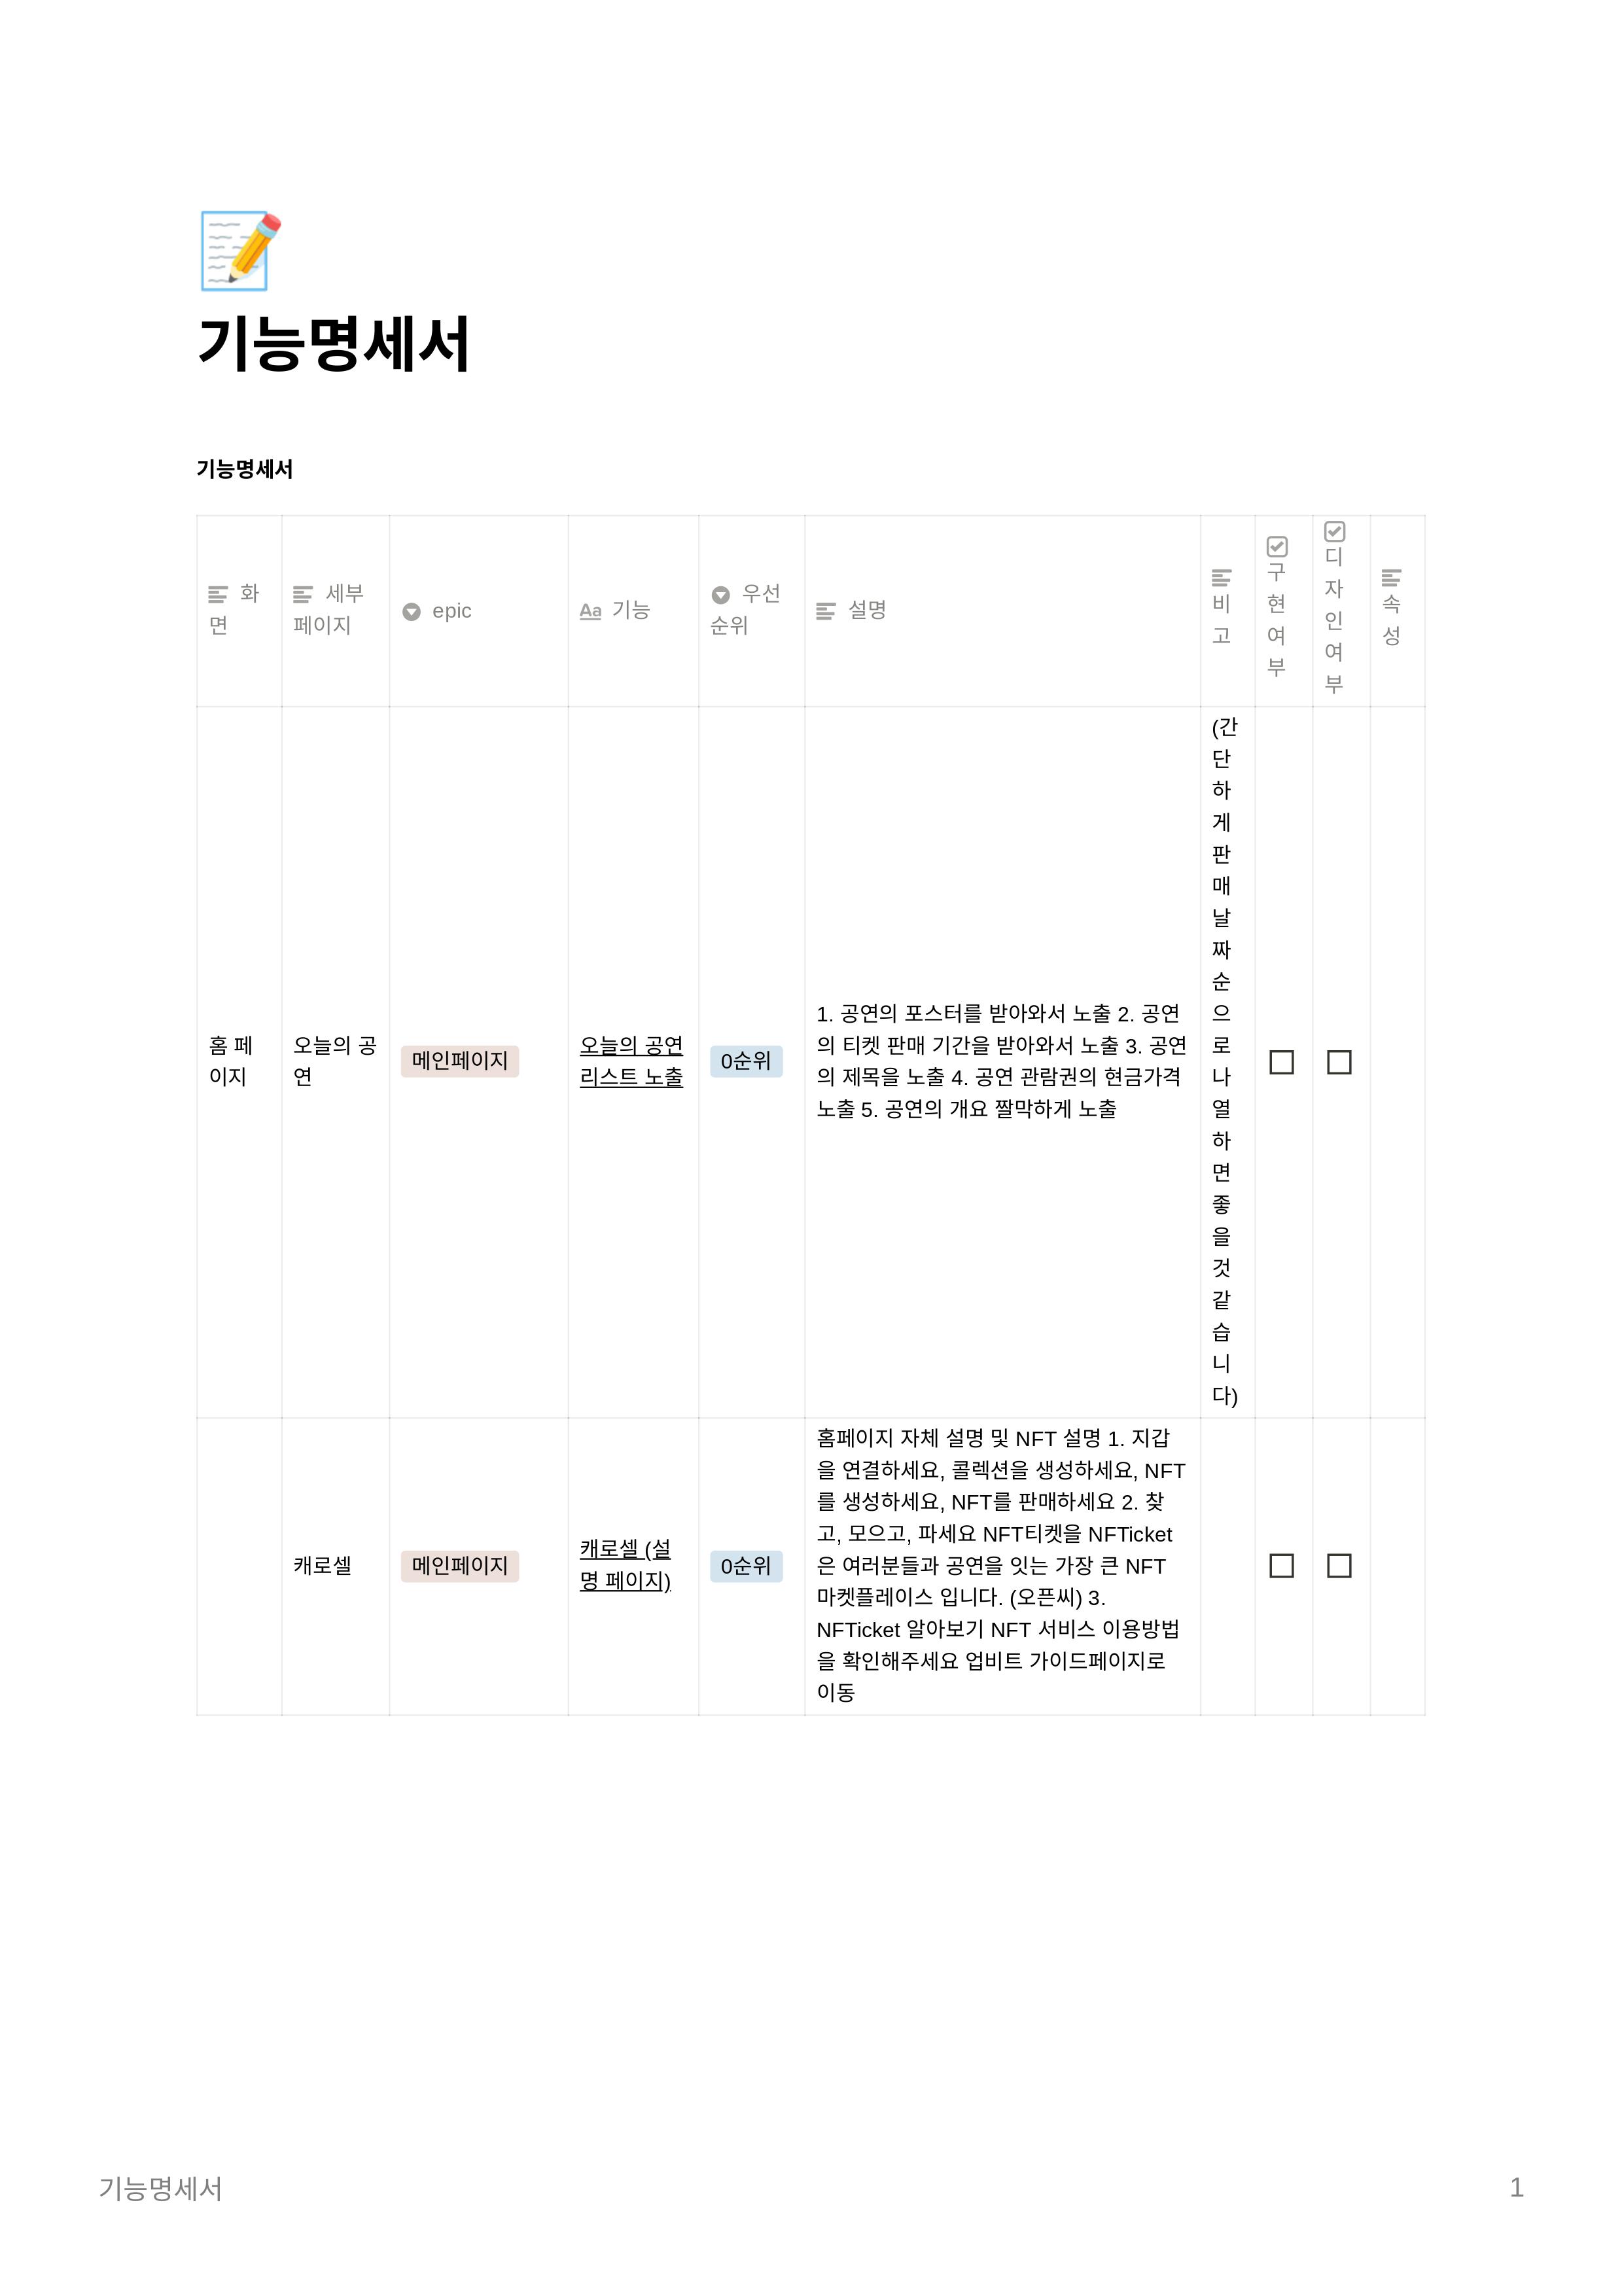 기능명세서
기능명세서
화
면
세부
페이지
epic
Aa 기능
우선
순위
설명
비
고
구
현
여
부
디
자
인
여
부
속
성
홈 페
이지
오늘의 공
연
메인페이지
오늘의 공연
리스트 노출
0순위
1. 공연의 포스터를 받아와서 노출 2. 공연
의 티켓 판매 기간을 받아와서 노출 3. 공연
의 제목을 노출 4. 공연 관람권의 현금가격
노출 5. 공연의 개요 짤막하게 노출
(간
단
하
게
판
매
날
짜
순
으
로
나
열
하
면
좋
을
것
같
습
니
다)
캐로셀
메인페이지
캐로셀 (설
명 페이지)
0순위
홈페이지 자체 설명 및 NFT 설명 1. 지갑
을 연결하세요, 콜렉션을 생성하세요, NFT
를 생성하세요, NFT를 판매하세요 2. 찾
고, 모으고, 파세요 NFT티켓을 NFTicket
은 여러분들과 공연을 잇는 가장 큰 NFT
마켓플레이스 입니다. (오픈씨) 3.
NFTicket 알아보기 NFT 서비스 이용방법
을 확인해주세요 업비트 가이드페이지로
이동
기능명세서
1